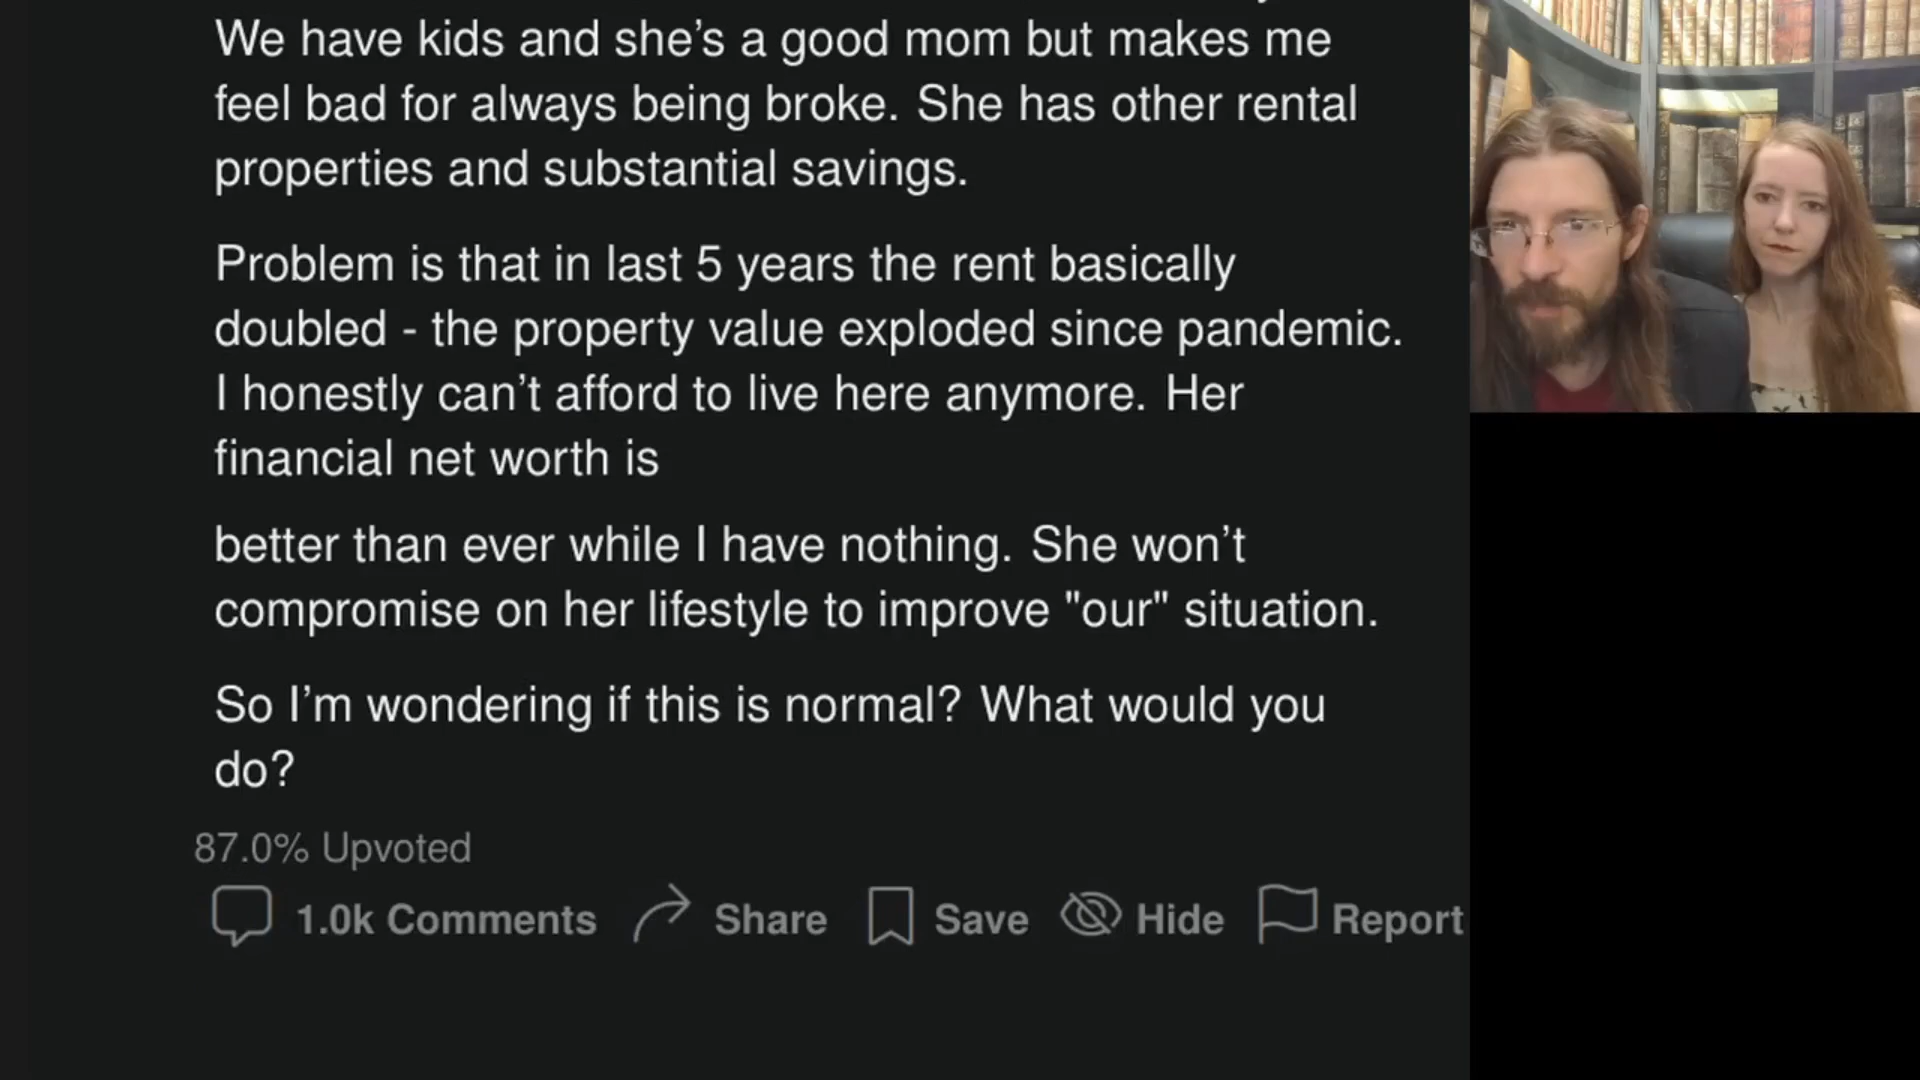 We have kids and she's a good mom but makes me
feel bad for always being broke. She has other rental
properties and substantial savings.
Problem is that in last 5 years the rent basically
doubled - the property value exploded since pandemic.
I honestly can't afford to live here anymore. Her
financial net worth is
better than ever while I have nothing. She won't
compromise on her lifestyle to improve "our" situation.
So I'm wondering if this is normal? What would you
do?
87.0% Upvoted
1.0k Comments Share Save Hide Report